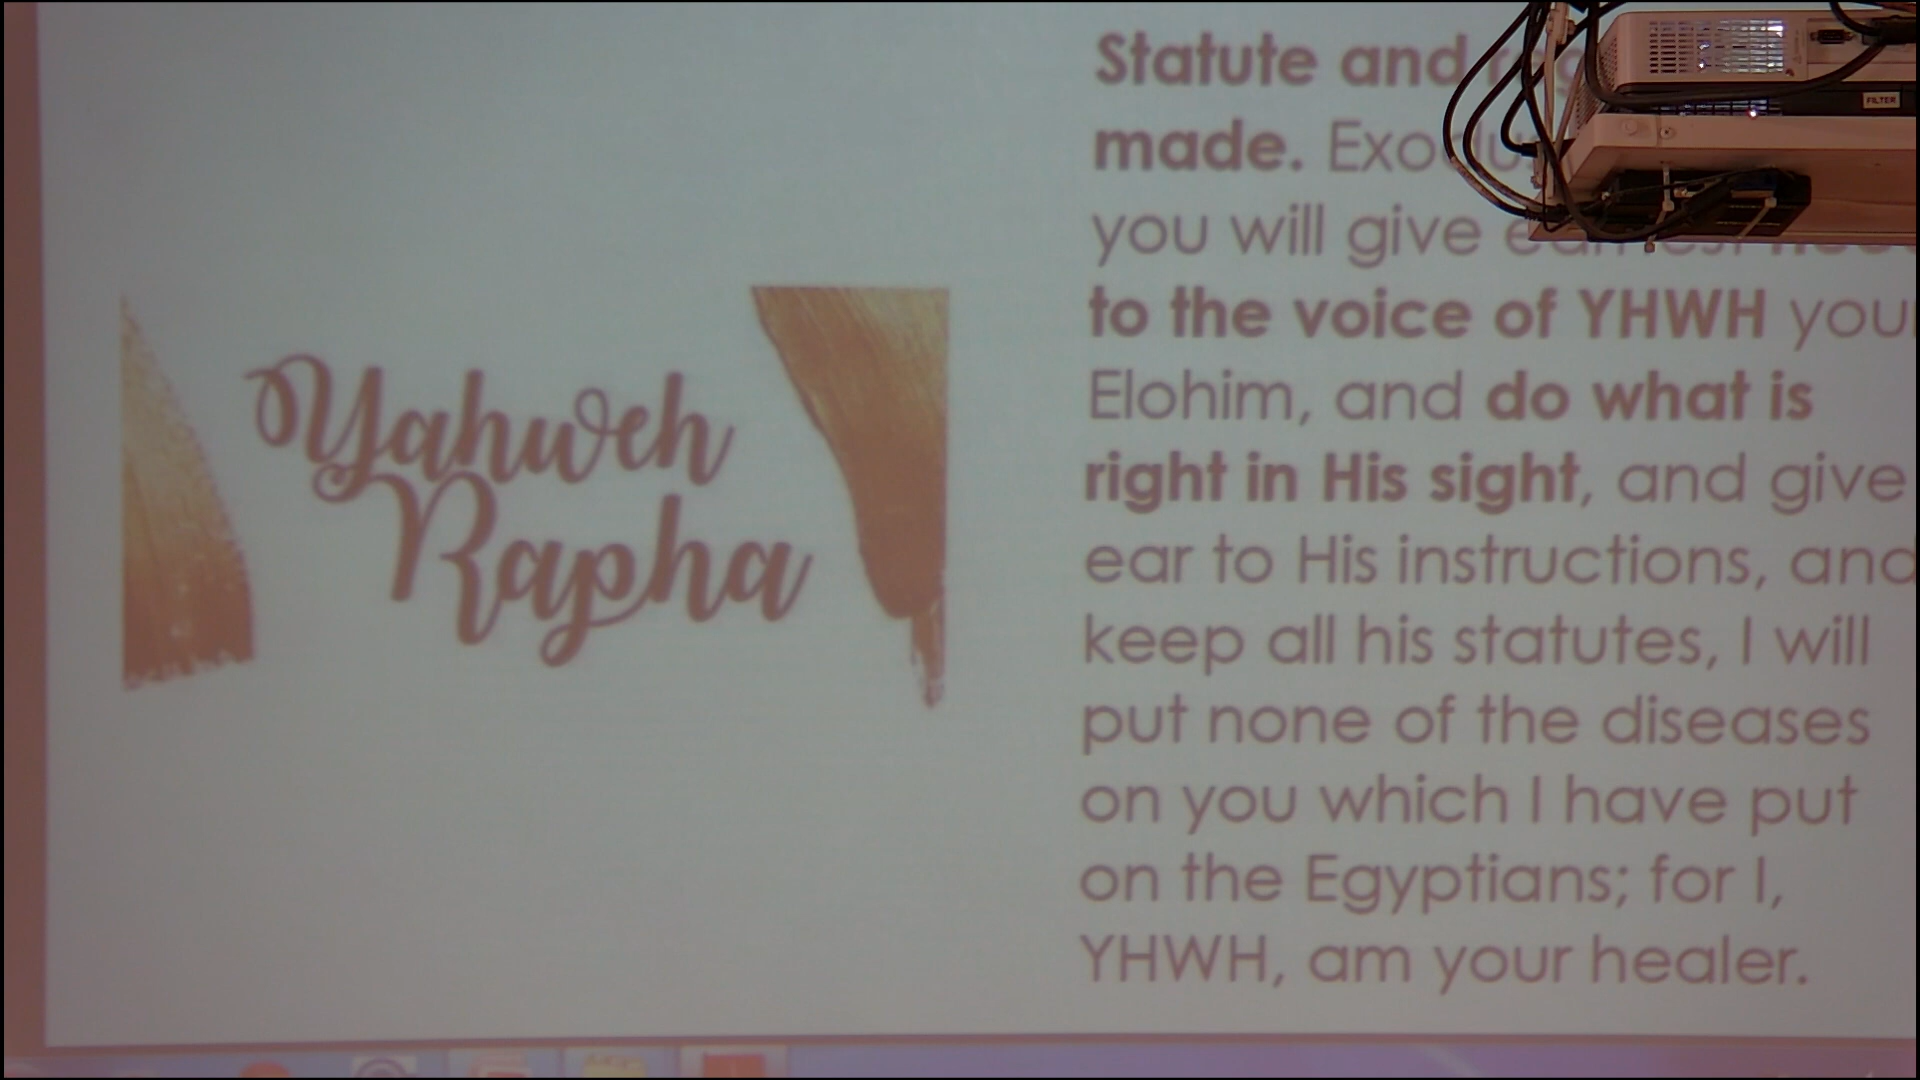 Yahweh
Rapha
Statute and
made.
you will give
to the voice of YHWH your
Elohim, and do what is
right in His sight, and give
ear to His instructions, and
keep all his statutes, I will
put none of the diseases
on you which I have put
on the Egyptians; for I,
YHWH, am your healer.
FILTER